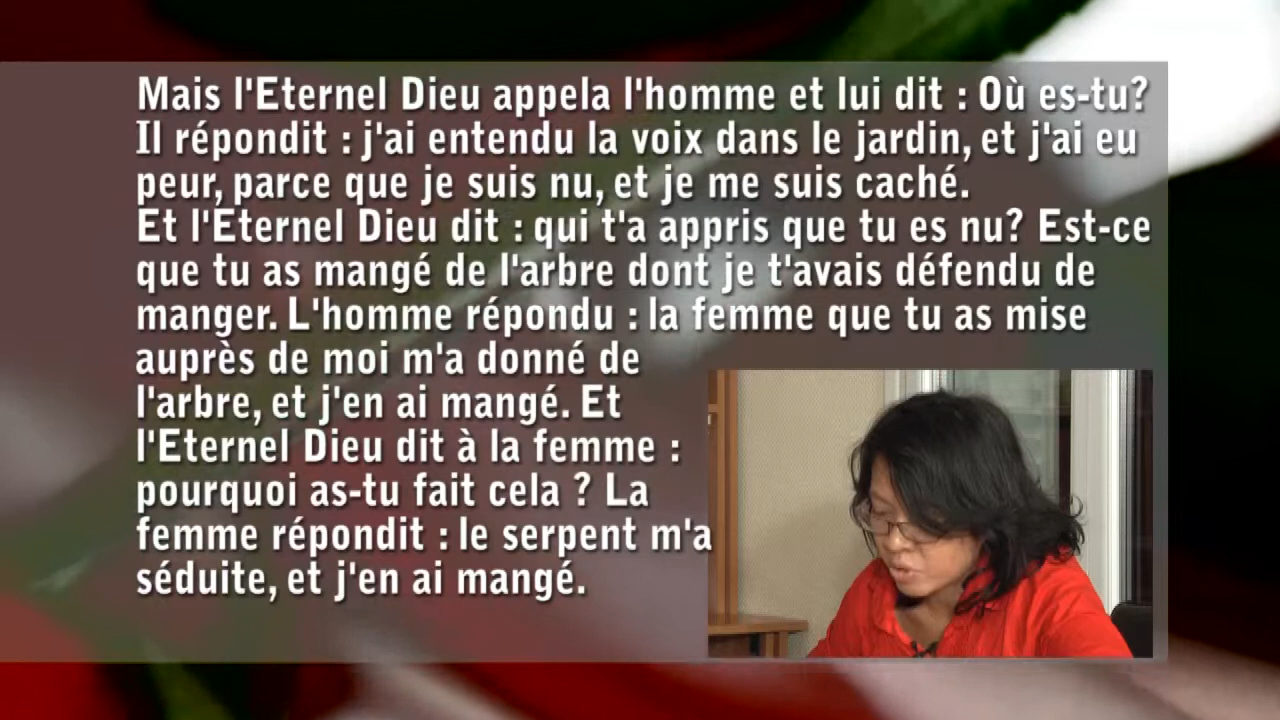 Mais l'Eternel Dieu appela l'homme et lui dit : Où es-tu?
Il répondit : j'ai entendu la voix dans le jardin, et j'ai eu
peur, parce que je suis nu, et je me suis caché.
Et l'Eternel Dieu dit : qui t'a appris que tu es nu? Est-ce
que tu as mangé de l'arbre dont je t'avais défendu de
manger. L'homme répondu : la femme que tu as mise
auprès de moi m'a donné de
l'arbre, et j'en ai mangé. Et
l'Eternel Dieu dit à la femme :
pourquoi as-tu fait cela ? La
femme répondit : le serpent m'a
séduite, et j'en ai mangé.